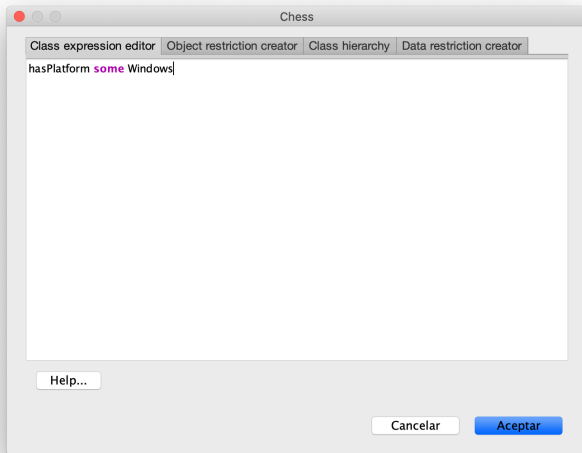 Chess
Class expression editor Object restriction creator Class hierarchy Data restriction creator
hasPlatform some Windows
Help...
Cancelar Aceptar